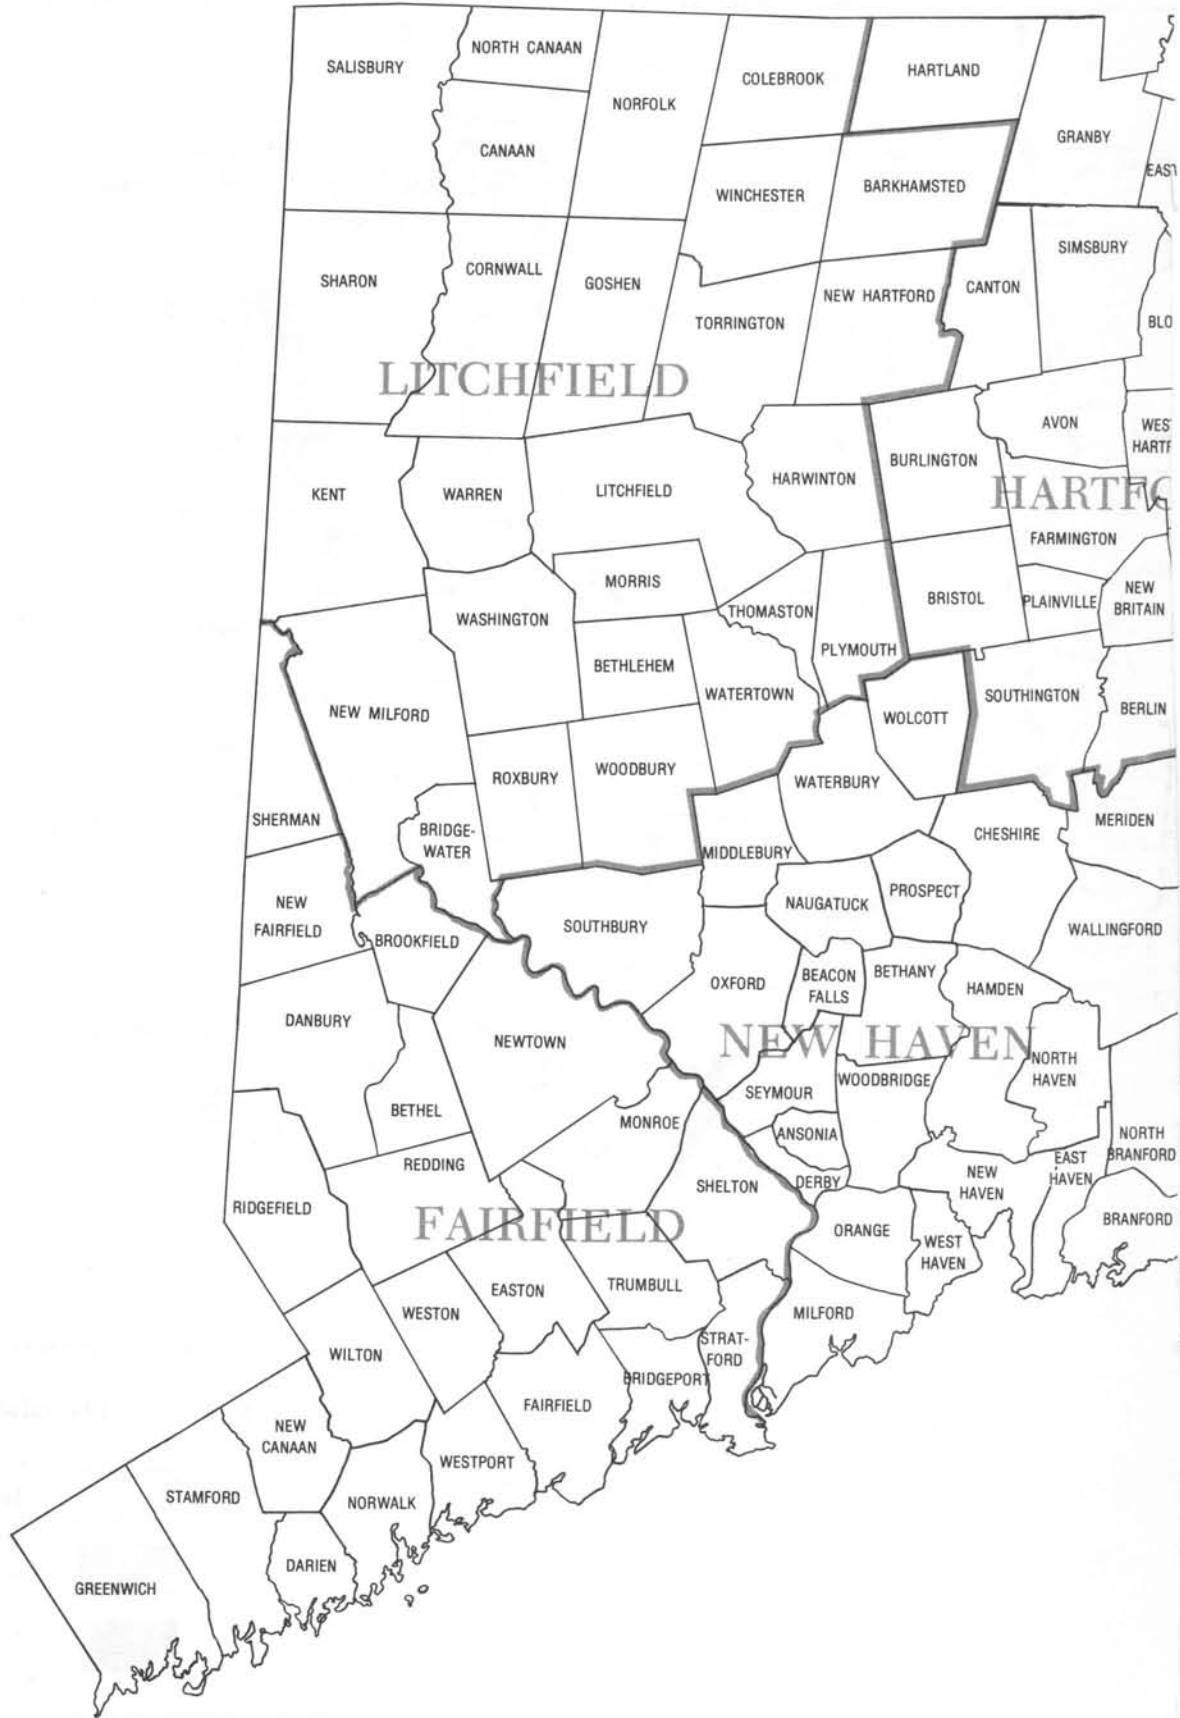 SALISBURY
NORTH CANAAN
COLEBROOK
HARTLAND
NORFOLK
GRANBY
CANAAN
EAST
WINCHESTER
BARKHAMSTED
SIMSBURY
SHARON
CORNWALL
GOSHEN
NEW HARTFORD
CANTON
TORRINGTON
BLO
LITCHFIELD
AVON
WEST
HARTF
KENT
WARREN
LITCHFIELD
HARWINTON
BURLINGTON
HARTFO
FARMINGTON
MORRIS
WASHINGTON
THOMASTON
BRISTOL
PLAINVILLE
NEW
BRITAIN
BETHLEHEM
PLYMOUTH
NEW MILFORD
WATERTOWN
WOLCOTT
SOUTHINGTON
BERLIN
ROXBURY
WOODBURY
WATERBURY
SHERMAN
BRIDGE-
WATER
MIDDLEBURY
CHESHIRE
MERIDEN
NEW
FAIRFIELD
BROOKFIELD
SOUTHBURY
NAUGATUCK
PROSPECT
WALLINGFORD
OXFORD
BEACON
FALLS
BETHANY
HAMDEN
DANBURY
NEWTOWN
NEW HAVEN
NORTH
HAVEN
BETHEL
SEYMOUR
WOODBRIDGE
MONROE
ANSONIA
NORTH
BRANFORD
REDDING
SHELTON
DERBY
NEW
HAVEN
EAST
HAVEN
RIDGEFIELD
FAIRFIELD
ORANGE
WEST
HAVEN
BRANFORD
EASTON
TRUMBULL
WESTON
MILFORD
WILTON
STRAT-
FORD
BRIDGEPORT
FAIRFIELD
NEW
CANAAN
WESTPORT
STAMFORD
NORWALK
DARIEN
GREENWICH